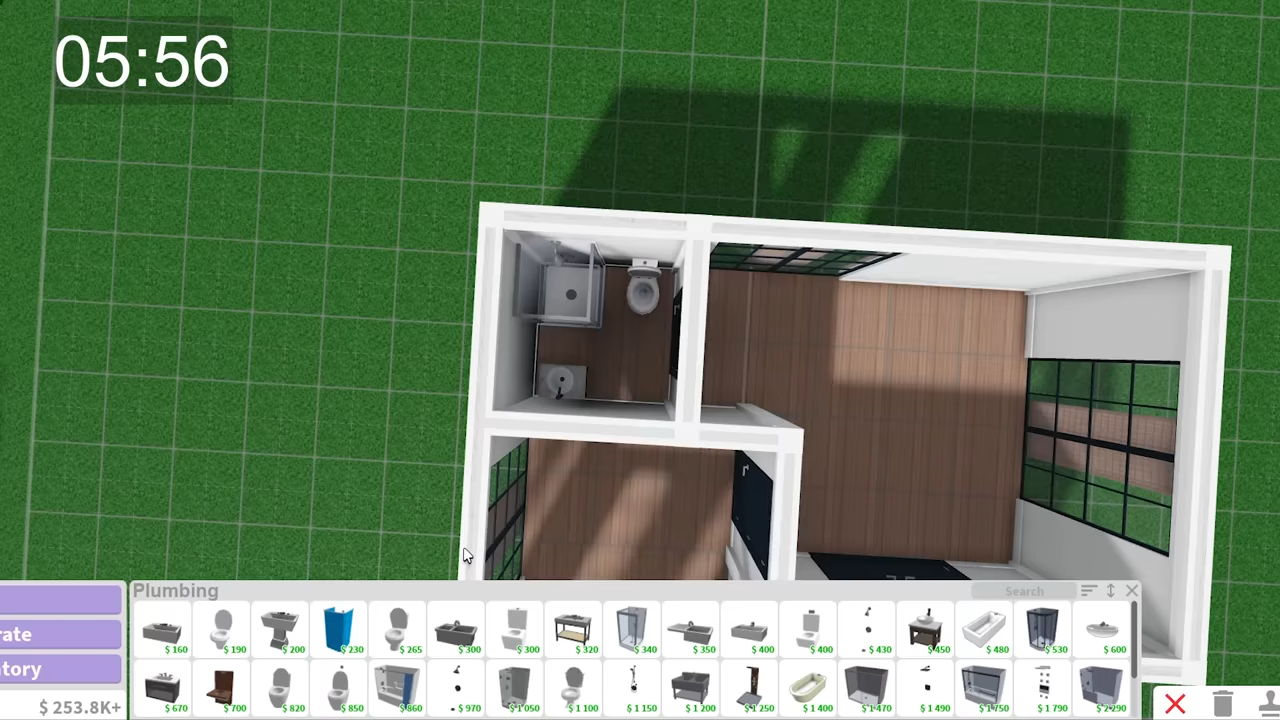 05:56
Plumbing
Search
rate
ntory
$ 253.8K+
$ 160
$ 190
$ 200
$ 230
$ 265
$ 300
$ 300
$ 320
$ 340
$ 350
$ 400
$ 400
$ 430
$ 450
$ 480
$ 530
$ 600
$ 670
$ 700
$ 820
$ 850
$ 860
$ 970
$ 1 050
$ 1 100
$ 1 150
$ 1 200
$ 1 250
$ 1 400
$ 1 470
$ 1 490
$ 1 750
$ 1 790
$ 2 290